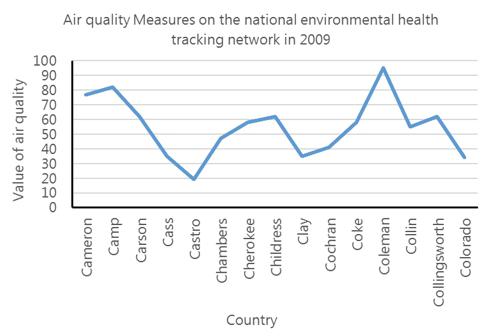 Air quality Measures on the national environmental health
tracking network in 2009
Value of air quality
100
90
80
70
60
50
40
30
20
10
0
Cameron
Camp
Carson
Cass
Castro
Chambers
Cherokee
Childress
Clay
Cochran
Coke
Coleman
Collin
Collingsworth
Colorado
Country